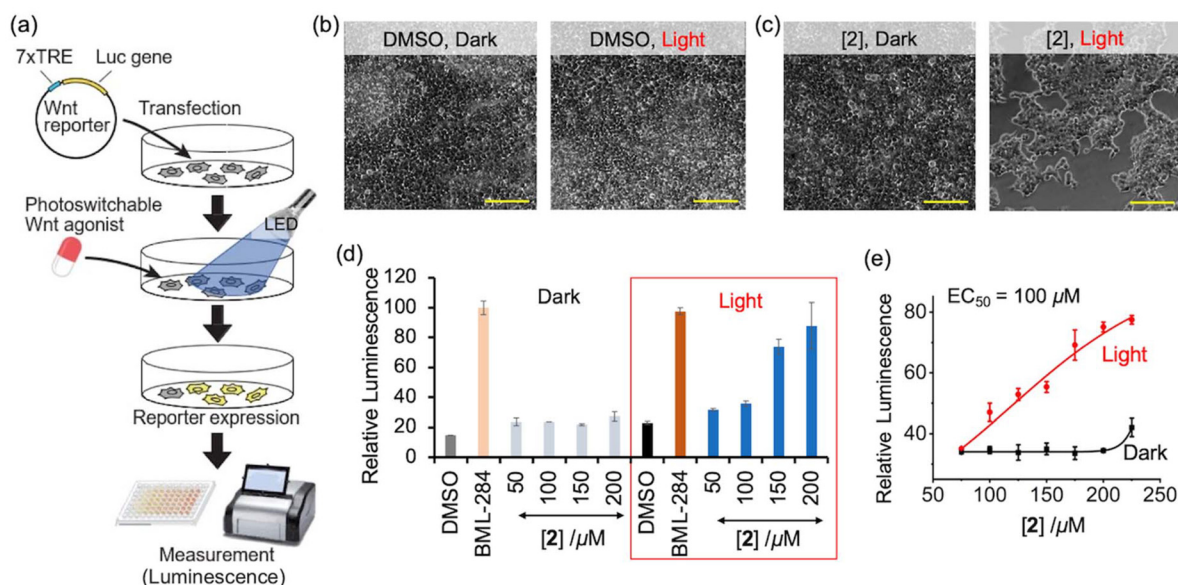 (a)
7xTRE
Luc gene
Wnt
reporter
Transfection
Photoswitchable
Wnt agonist
LED
Reporter expression
Measurement
(Luminescence)
(b)
DMSO, Dark
DMSO, Light
(c)
[2], Dark
[2], Light
(d)
Relative Luminescence
120
100
80
60
40
20
0
Dark
Light
DMSO
BML-284
50
100
150
200
[2] /µM
DMSO
BML-284
50
100
150
200
[2] /µM
(e)
EC50 = 100 µM
Relative Luminescence
80
60
40
Light
Dark
50
100
150
200
250
[2] /µM